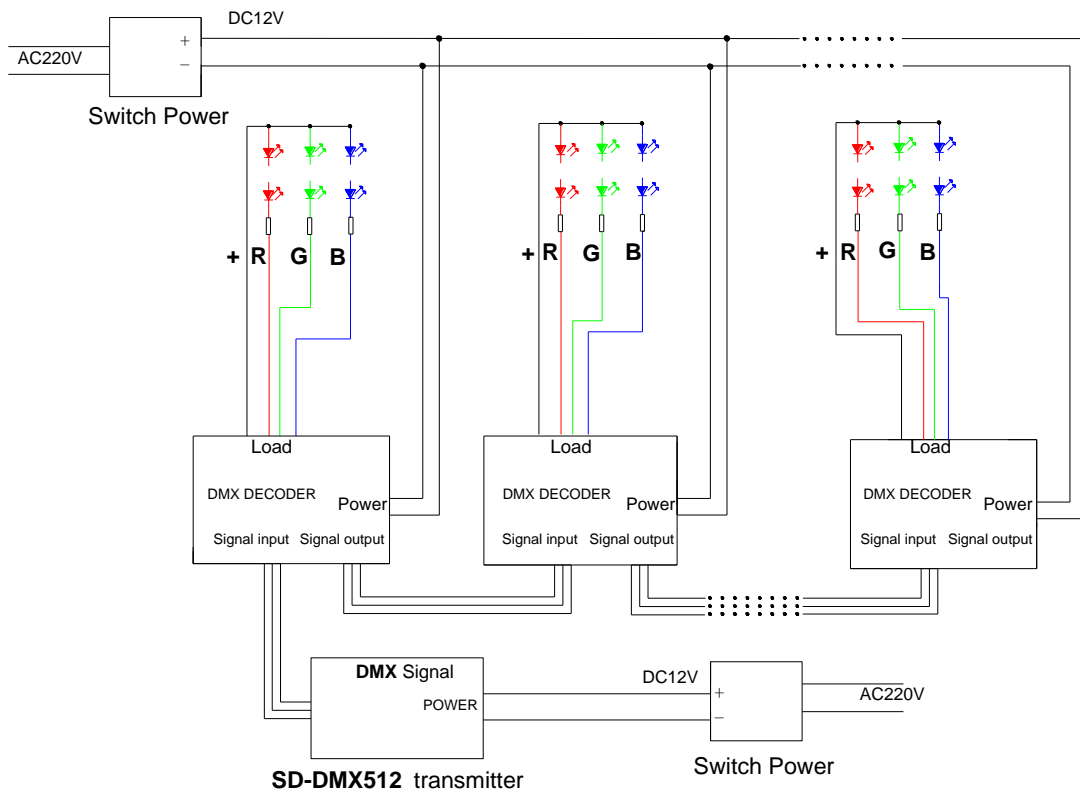 DC12V
+
AC220V
−
Switch Power
+ R G B
+ R G B
+ R G B
Load
DMX DECODER
Power
Signal input Signal output
Load
DMX DECODER
Power
Signal input Signal output
Load
DMX DECODER
Power
Signal input Signal output
DMX Signal
POWER
DC12V
+
−
AC220V
Switch Power
SD-DMX512 transmitter